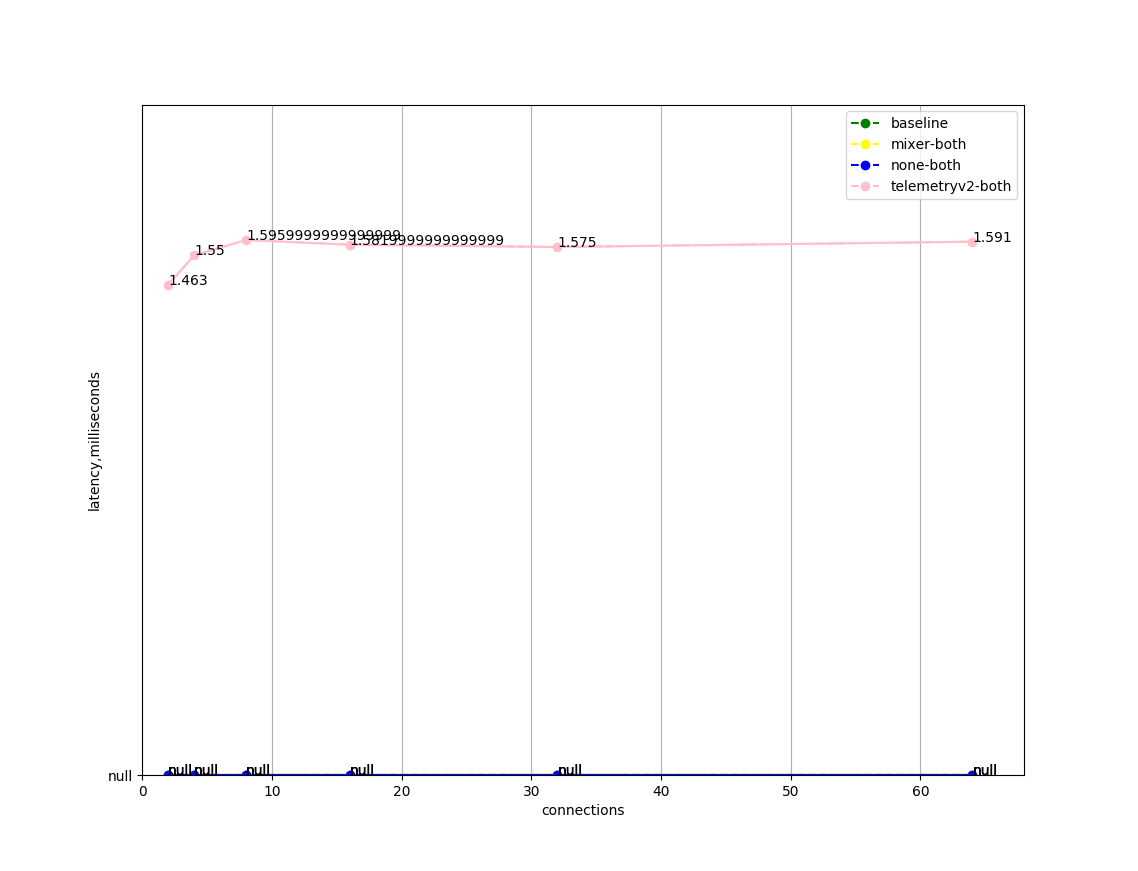 baseline
mixer-both
none-both
telemetryv2-both
1.5959999999999999
1.5819999999999999
1.575
1.591
1.55
1.463
latency,milliseconds
null
null
null
null
null
null
null
0
10
20
30
40
50
60
connections